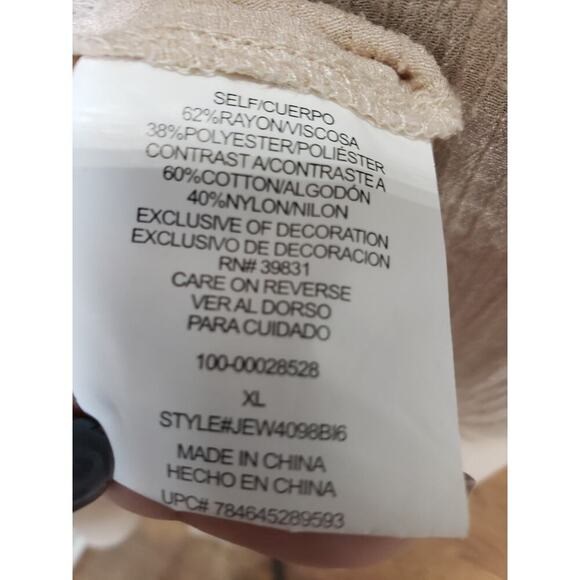 SELF/CUERPO
62%RAYON/VISCOSA
38%POLYESTER/POLIÉSTER
CONTRAST A/CONTRASTE A
60%COTTON/ALGODÓN
40%NYLON/NILON
EXCLUSIVE OF DECORATION
EXCLUSIVO DE DECORACION
RN# 39831
CARE ON REVERSE
VER AL DORSO
PARA CUIDADO
100-00028528
XL
STYLE#JEW4098BI6
MADE IN CHINA
HECHO EN CHINA
UPC# 784645289593